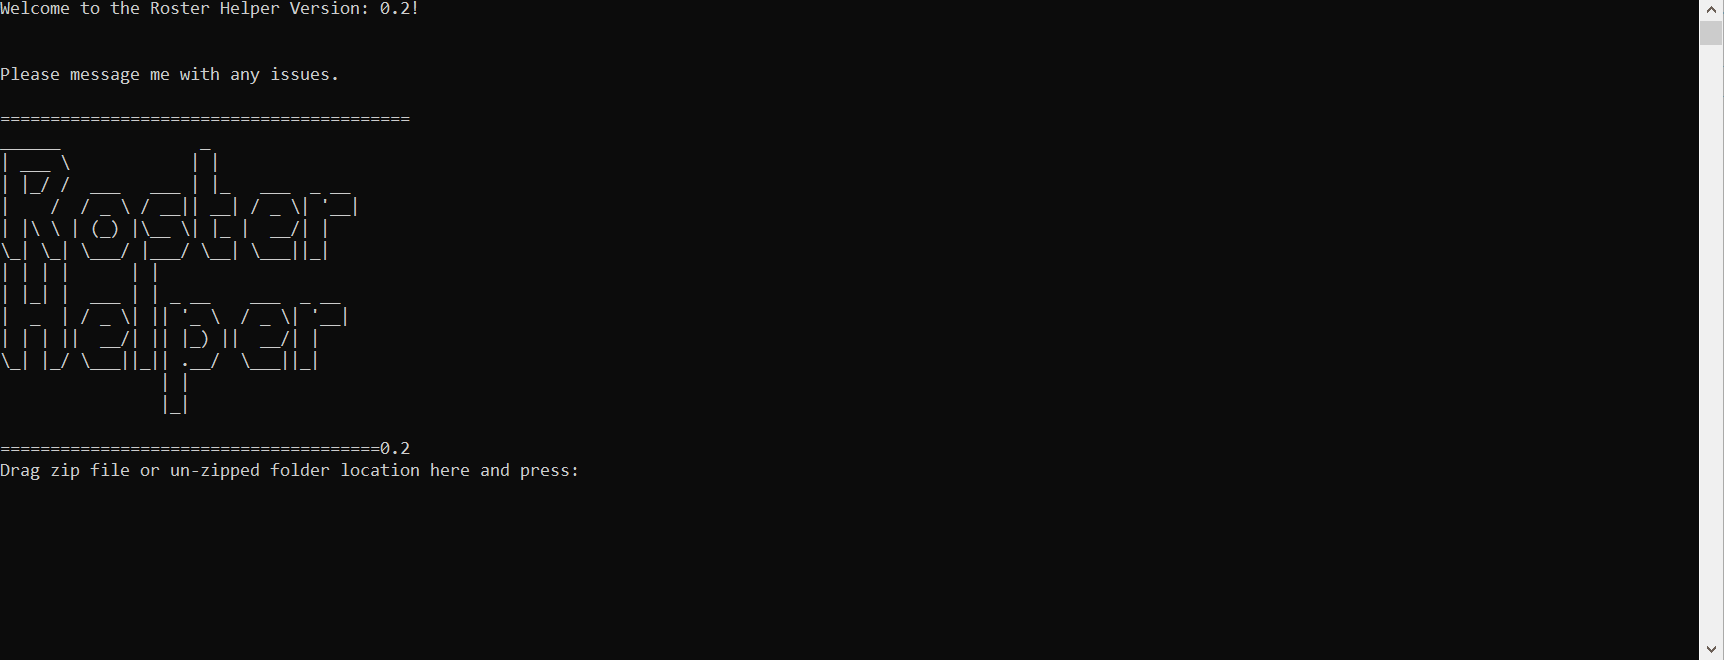 Welcome to the Roster Helper Version: 0.2!
Please message me with any issues.
=========================================
Roster
Helper
======================================0.2
Drag zip file or un-zipped folder location here and press: